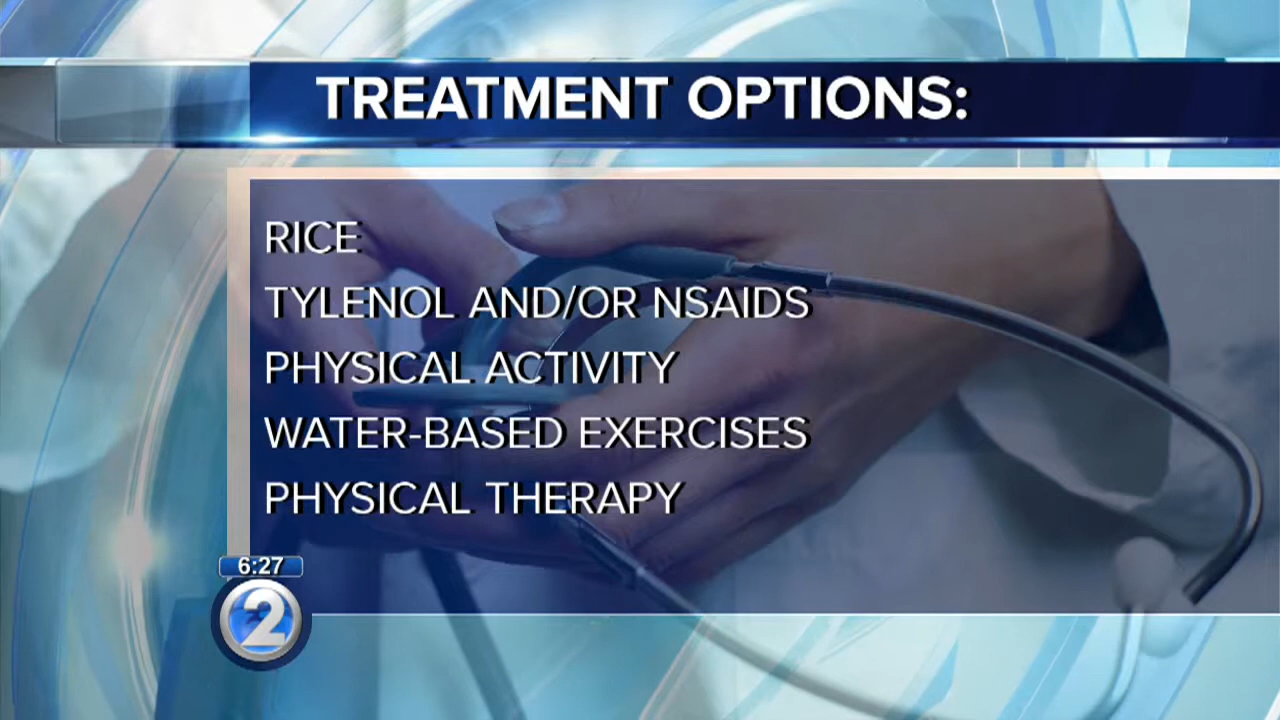 TREATMENT OPTIONS:
RICE
TYLENOL AND/OR NSAIDS
PHYSICAL ACTIVITY
WATER-BASED EXERCISES
PHYSICAL THERAPY
6:27
2